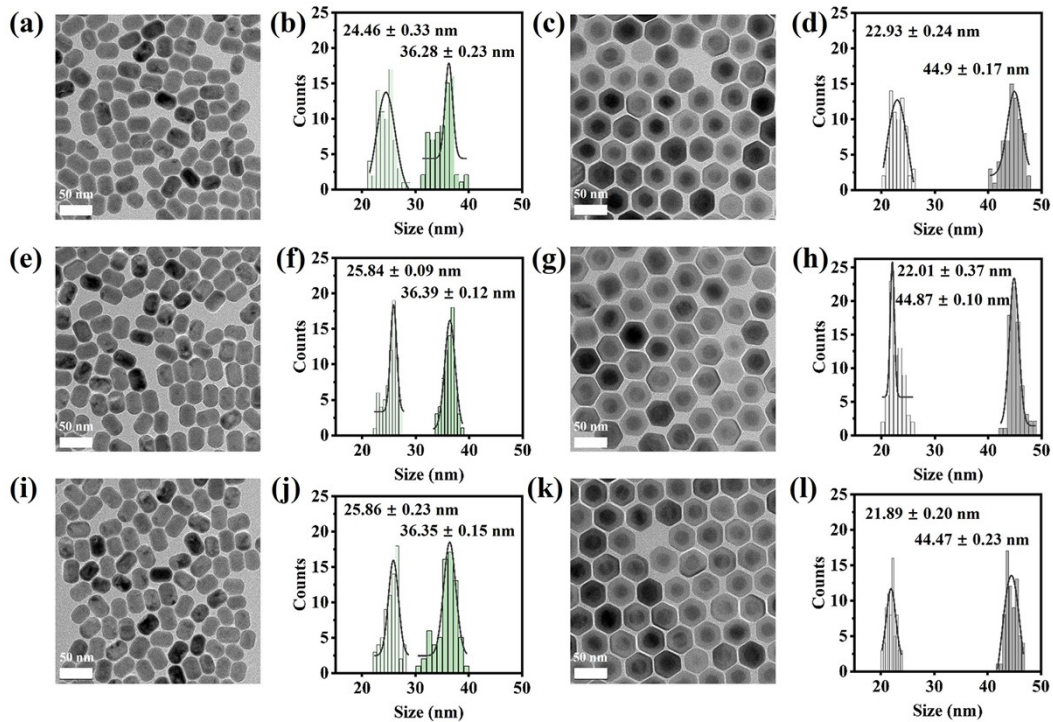 (a)
50 nm
(b)
24.46 ± 0.33 nm
36.28 ± 0.23 nm
Counts
25
20
15
10
5
0
20 30 40 50
Size (nm)
(c)
50 nm
(d)
22.93 ± 0.24 nm
44.9 ± 0.17 nm
Counts
25
20
15
10
5
0
20 30 40 50
Size (nm)
(e)
50 nm
(f)
25.84 ± 0.09 nm
36.39 ± 0.12 nm
Counts
25
20
15
10
5
0
20 30 40 50
Size (nm)
(g)
50 nm
(h)
22.01 ± 0.37 nm
44.87 ± 0.10 nm
Counts
25
20
15
10
5
0
20 30 40 50
Size (nm)
(i)
50 nm
(j)
25.86 ± 0.23 nm
36.35 ± 0.15 nm
Counts
25
20
15
10
5
0
20 30 40 50
Size (nm)
(k)
50 nm
(l)
21.89 ± 0.20 nm
44.47 ± 0.23 nm
Counts
25
20
15
10
5
0
20 30 40 50
Size (nm)